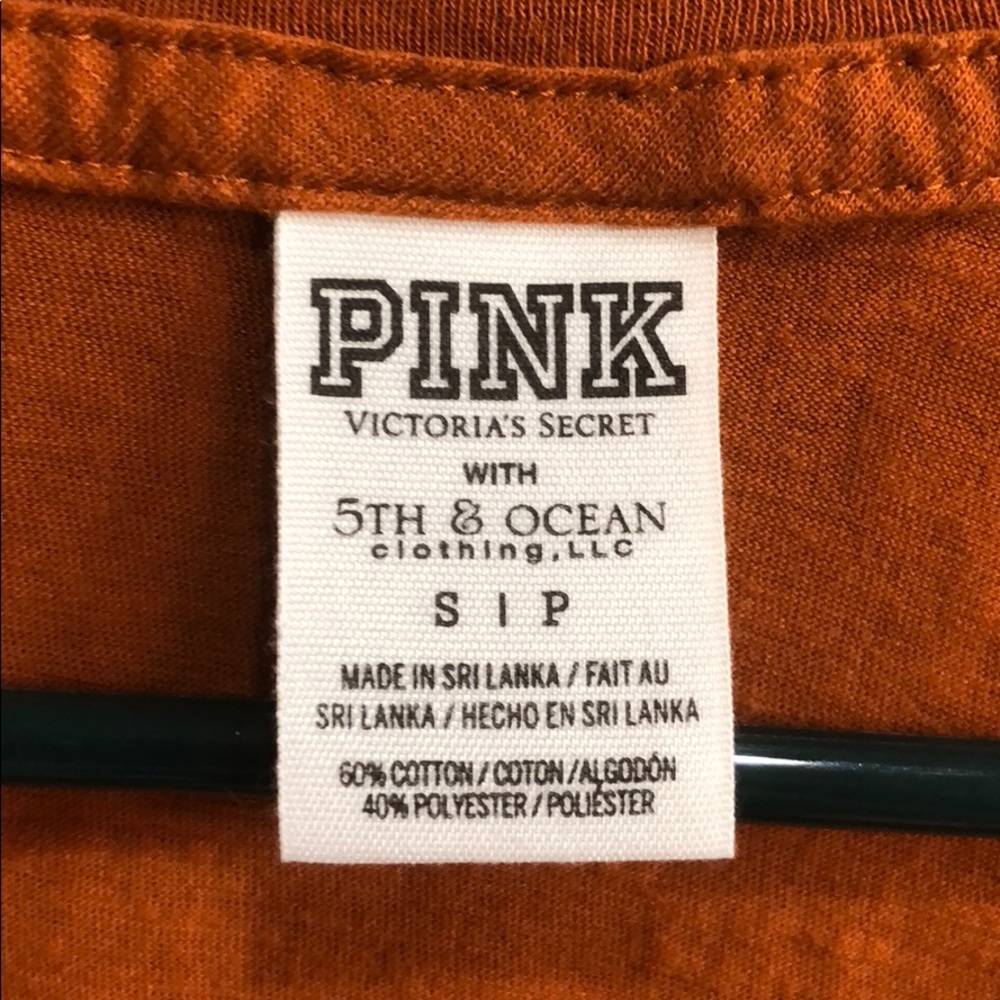 PINK
VICTORIA'S SECRET
WITH
5TH & OCEAN
clothing,LLC
S | P
MADE IN SRI LANKA / FAIT AU
SRI LANKA / HECHO EN SRI LANKA
60% COTTON / COTON / ALGODÓN
40% POLYESTER / POLIÉSTER